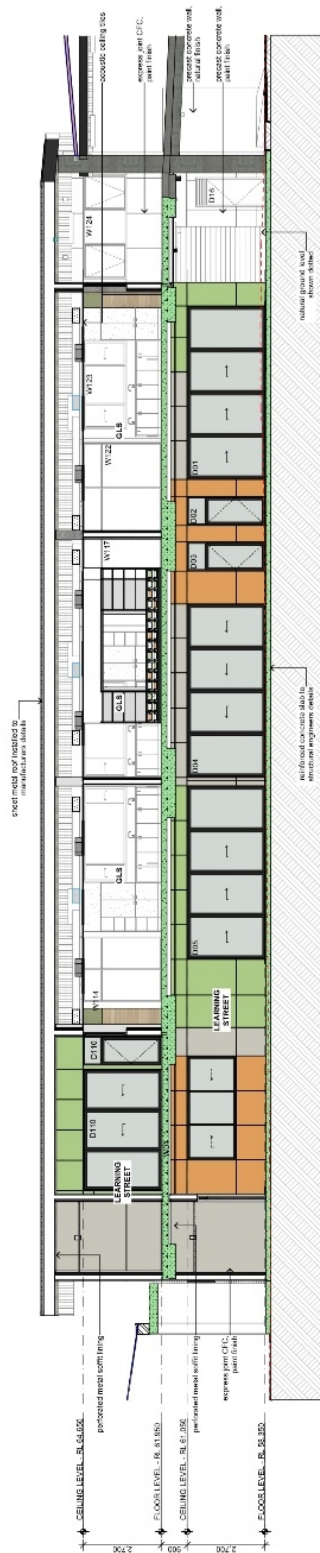 sheet metal roof installed to
manufacturers details
acoustic ceiling tiles
express joint CFC,
paint finish
precast concrete wall,
natural finish
precast concrete wall,
paint finish
CEILING LEVEL - RL 64.650
2,700
FLOOR LEVEL - RL 61.950
900
CEILING LEVEL - RL 61.050
2,700
FLOOR LEVEL - RL 58.350
LEARNING
STREET
D110
D116
W114
GLS
GLS
W117
W122
GLS
W123
W124
LEARNING
STREET
D05
D04
D03
D02
D01
D16
perforated metal soffit lining
perforated metal soffit lining
express joint CFC,
paint finish
reinforced concrete slab to
structural engineers details
natural ground level
shown dotted